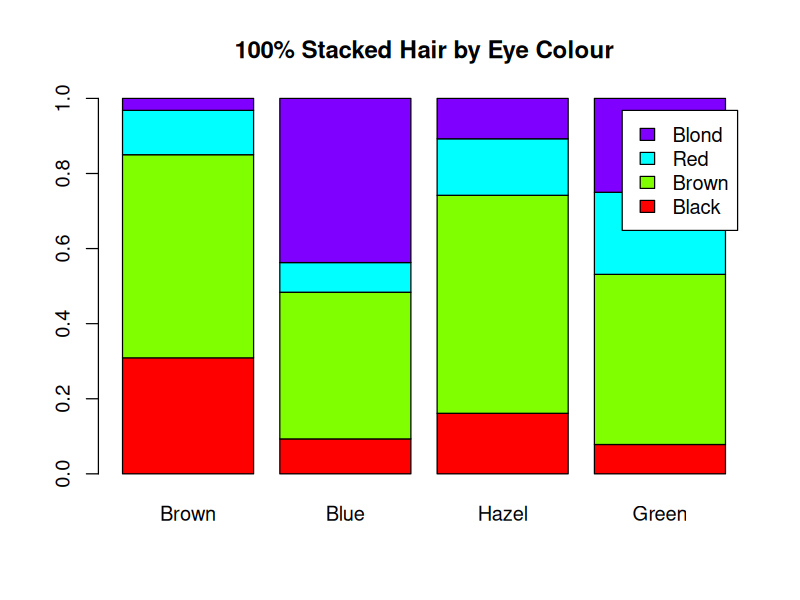 100% Stacked Hair by Eye Colour
1.0
0.8
0.6
0.4
0.2
0.0
Blond
Red
Brown
Black
Brown
Blue
Hazel
Green